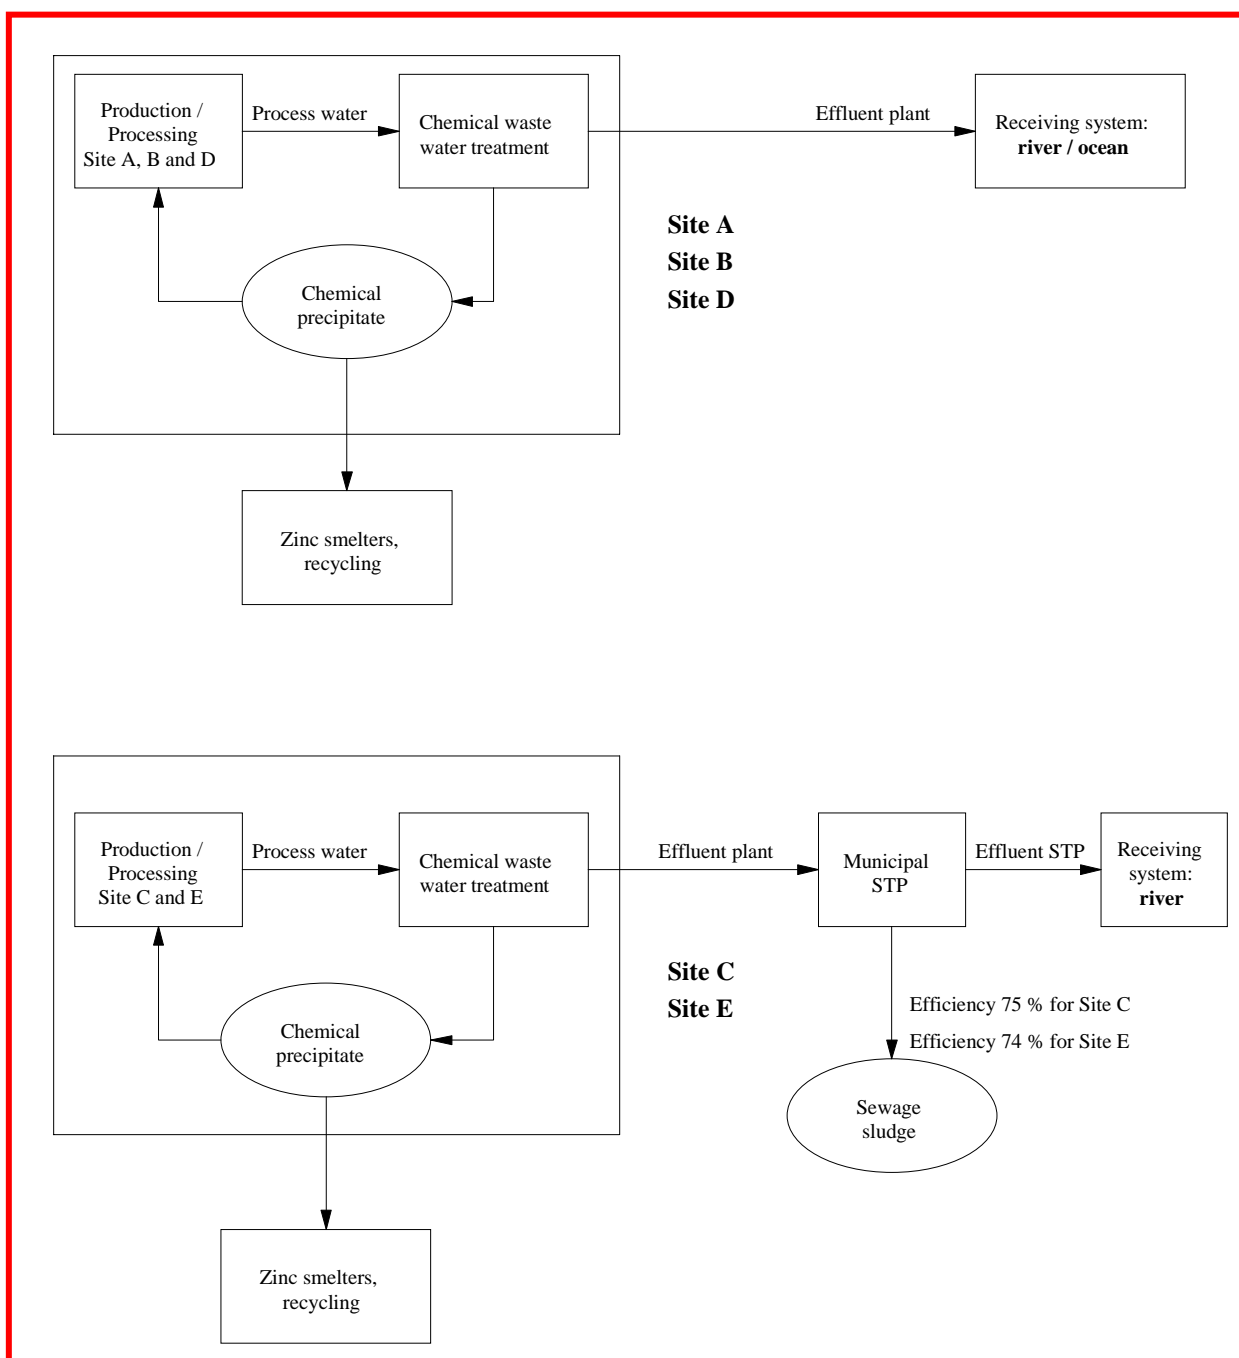 Production /
Processing
Site A, B and D
Process water
Chemical waste
water treatment
Effluent plant
Receiving system:
river / ocean
Site A
Site B
Site D
Chemical
precipitate
Zinc smelters,
recycling
Production /
Processing
Site C and E
Process water
Chemical waste
water treatment
Effluent plant
Municipal
STP
Effluent STP
Receiving
system:
river
Site C
Site E
Efficiency 75 % for Site C
Efficiency 74 % for Site E
Chemical
precipitate
Sewage
sludge
Zinc smelters,
recycling